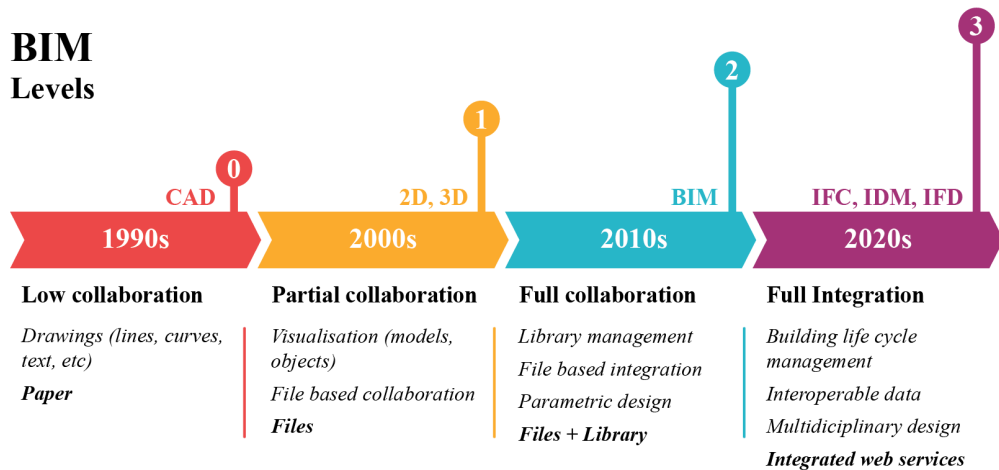 BIM
Levels
0
1
2
3
CAD
2D, 3D
BIM
IFC, IDM, IFD
1990s
2000s
2010s
2020s
Low collaboration
Drawings (lines, curves,
text, etc)
Paper
Partial collaboration
Visualisation (models,
objects)
File based collaboration
Files
Full collaboration
Library management
File based integration
Parametric design
Files + Library
Full Integration
Building life cycle
management
Interoperable data
Multidiciplinary design
Integrated web services